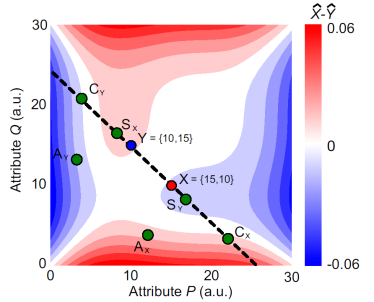 X̂-Ŷ
30
20
10
0
0
10
20
30
Attribute Q (a.u.)
Attribute P (a.u.)
C_Y
S_X
Y = {10,15}
A_Y
X = {15,10}
S_Y
A_X
C_X
0.06
0
-0.06